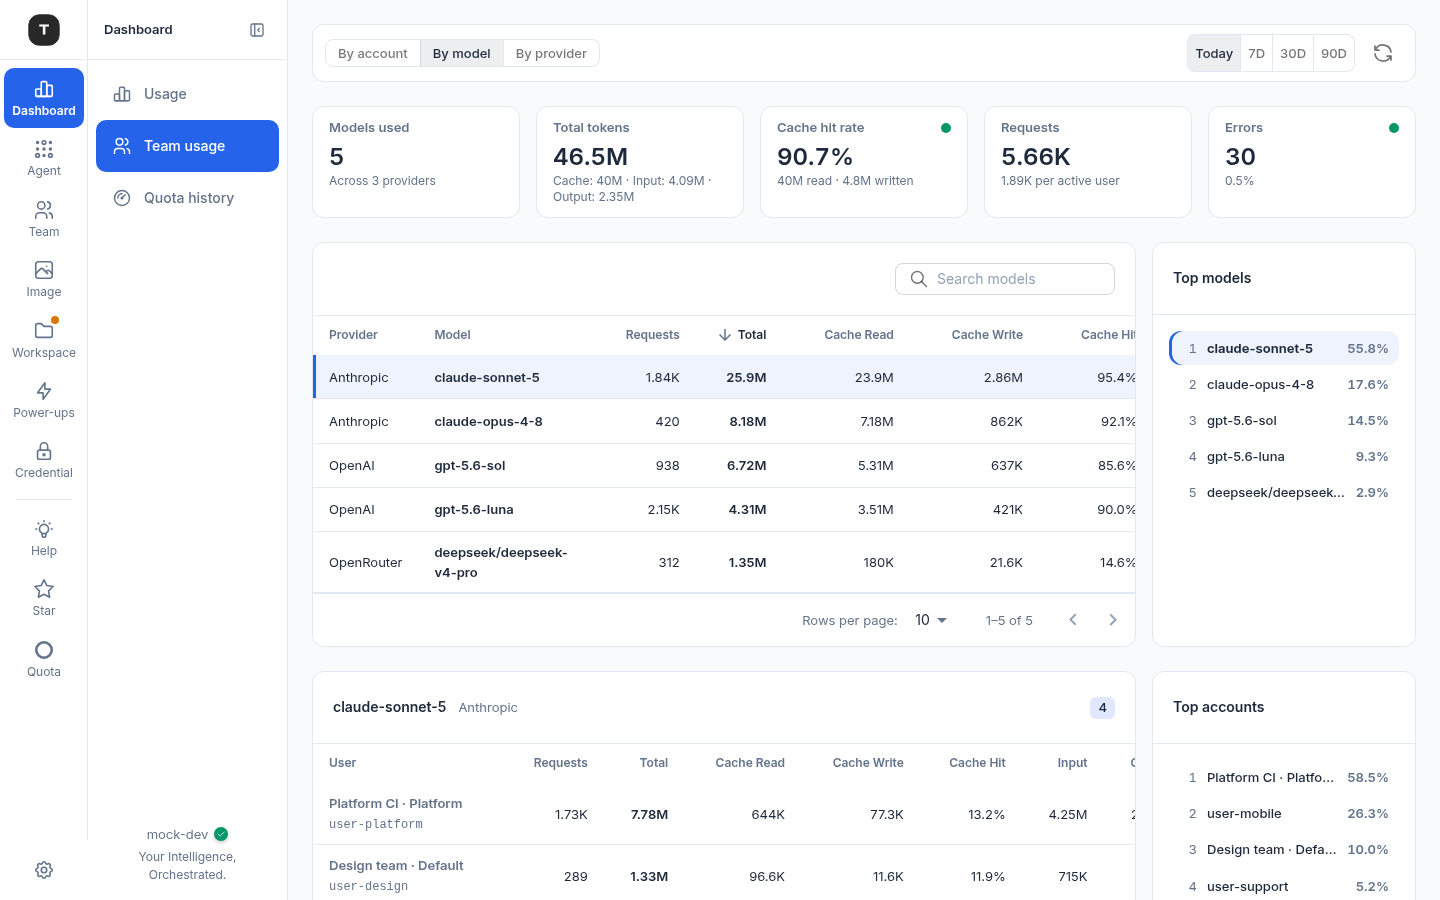 T
Dashboard
Dashboard
Agent
Team
Image
Workspace
Power-ups
Credential
Help
Star
Quota
Usage
Team usage
Quota history
mock-dev
Your Intelligence,
Orchestrated.
By account By model By provider
Today 7D 30D 90D
Models used
5
Across 3 providers
Total tokens
46.5M
Cache: 40M · Input: 4.09M ·
Output: 2.35M
Cache hit rate
90.7%
40M read · 4.8M written
Requests
5.66K
1.89K per active user
Errors
30
0.5%
Search models
Provider Model Requests Total Cache Read Cache Write Cache Hit
Anthropic claude-sonnet-5 1.84K 25.9M 23.9M 2.86M 95.4%
Anthropic claude-opus-4-8 420 8.18M 7.18M 862K 92.1%
OpenAI gpt-5.6-sol 938 6.72M 5.31M 637K 85.6%
OpenAI gpt-5.6-luna 2.15K 4.31M 3.51M 421K 90.0%
OpenRouter deepseek/deepseek-
v4-pro 312 1.35M 180K 21.6K 14.6%
Rows per page: 10 1–5 of 5
Top models
1 claude-sonnet-5 55.8%
2 claude-opus-4-8 17.6%
3 gpt-5.6-sol 14.5%
4 gpt-5.6-luna 9.3%
5 deepseek/deepseek... 2.9%
claude-sonnet-5 Anthropic 4
User Requests Total Cache Read Cache Write Cache Hit Input
Platform CI · Platform
user-platform 1.73K 7.78M 644K 77.3K 13.2% 4.25M
Design team · Default
user-design 289 1.33M 96.6K 11.6K 11.9% 715K
Top accounts
1 Platform CI · Platfo... 58.5%
2 user-mobile 26.3%
3 Design team · Defa... 10.0%
4 user-support 5.2%